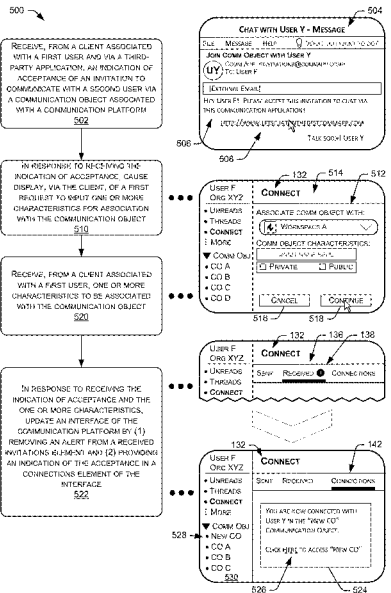 500
RECEIVE, FROM A CLIENT ASSOCIATED
WITH A FIRST USER AND VIA A THIRD-
PARTY APPLICATION, AN INDICATION OF
ACCEPTANCE OF AN INVITATION TO
COMMUNICATE WITH A SECOND USER VIA
A COMMUNICATION OBJECT ASSOCIATED
WITH A COMMUNICATION PLATFORM
502
504
CHAT WITH USER Y - MESSAGE
FILE MESSAGE HELP
JOIN COMM OBJECT WITH USER Y
UY
TO: USER F
[EXTERNAL EMAIL]
HEY USER F! PLEASE ACCEPT THIS INVITATION TO CHAT VIA
THIS COMMUNICATION APPLICATION!
TALK SOON! USER Y
508
506
IN RESPONSE TO RECEIVING THE
INDICATION OF ACCEPTANCE, CAUSE
DISPLAY, VIA THE CLIENT, OF A FIRST
REQUEST TO INPUT ONE OR MORE
CHARACTERISTICS FOR ASSOCIATION
WITH THE COMMUNICATION OBJECT
510
132
514
512
USER F
ORG XYZ
CONNECT
UNREADS
THREADS
CONNECT
MORE
COMM OBJ
CO A
CO B
CO C
CO D
ASSOCIATE COMM OBJECT WITH:
WORKSPACE A
COMM OBJECT CHARACTERISTICS:
PRIVATE PUBLIC
CANCEL CONTINUE
516 518
RECEIVE, FROM A CLIENT ASSOCIATED
WITH A FIRST USER, ONE OR MORE
CHARACTERISTICS TO BE ASSOCIATED
WITH THE COMMUNICATION OBJECT
520
132
136
138
USER F
ORG XYZ
CONNECT
UNREADS
THREADS
CONNECT
SENT RECEIVED CONNECTIONS
IN RESPONSE TO RECEIVING THE
INDICATION OF ACCEPTANCE AND THE
ONE OR MORE CHARACTERISTICS,
UPDATE AN INTERFACE OF THE
COMMUNICATION PLATFORM BY (1)
REMOVING AN ALERT FROM A RECEIVED
INVITATIONS ELEMENT AND (2) PROVIDING
AN INDICATION OF THE ACCEPTANCE IN A
CONNECTIONS ELEMENT OF THE
INTERFACE
522
132
142
USER F
ORG XYZ
CONNECT
UNREADS
THREADS
CONNECT
MORE
COMM OBJ
NEW CO
CO A
CO B
CO C
530
528
SENT RECEIVED CONNECTIONS
YOU ARE NOW CONNECTED WITH
USER Y IN THE "NEW CO"
COMMUNICATION OBJECT.
CLICK HERE TO ACCESS "NEW CO"
526
524